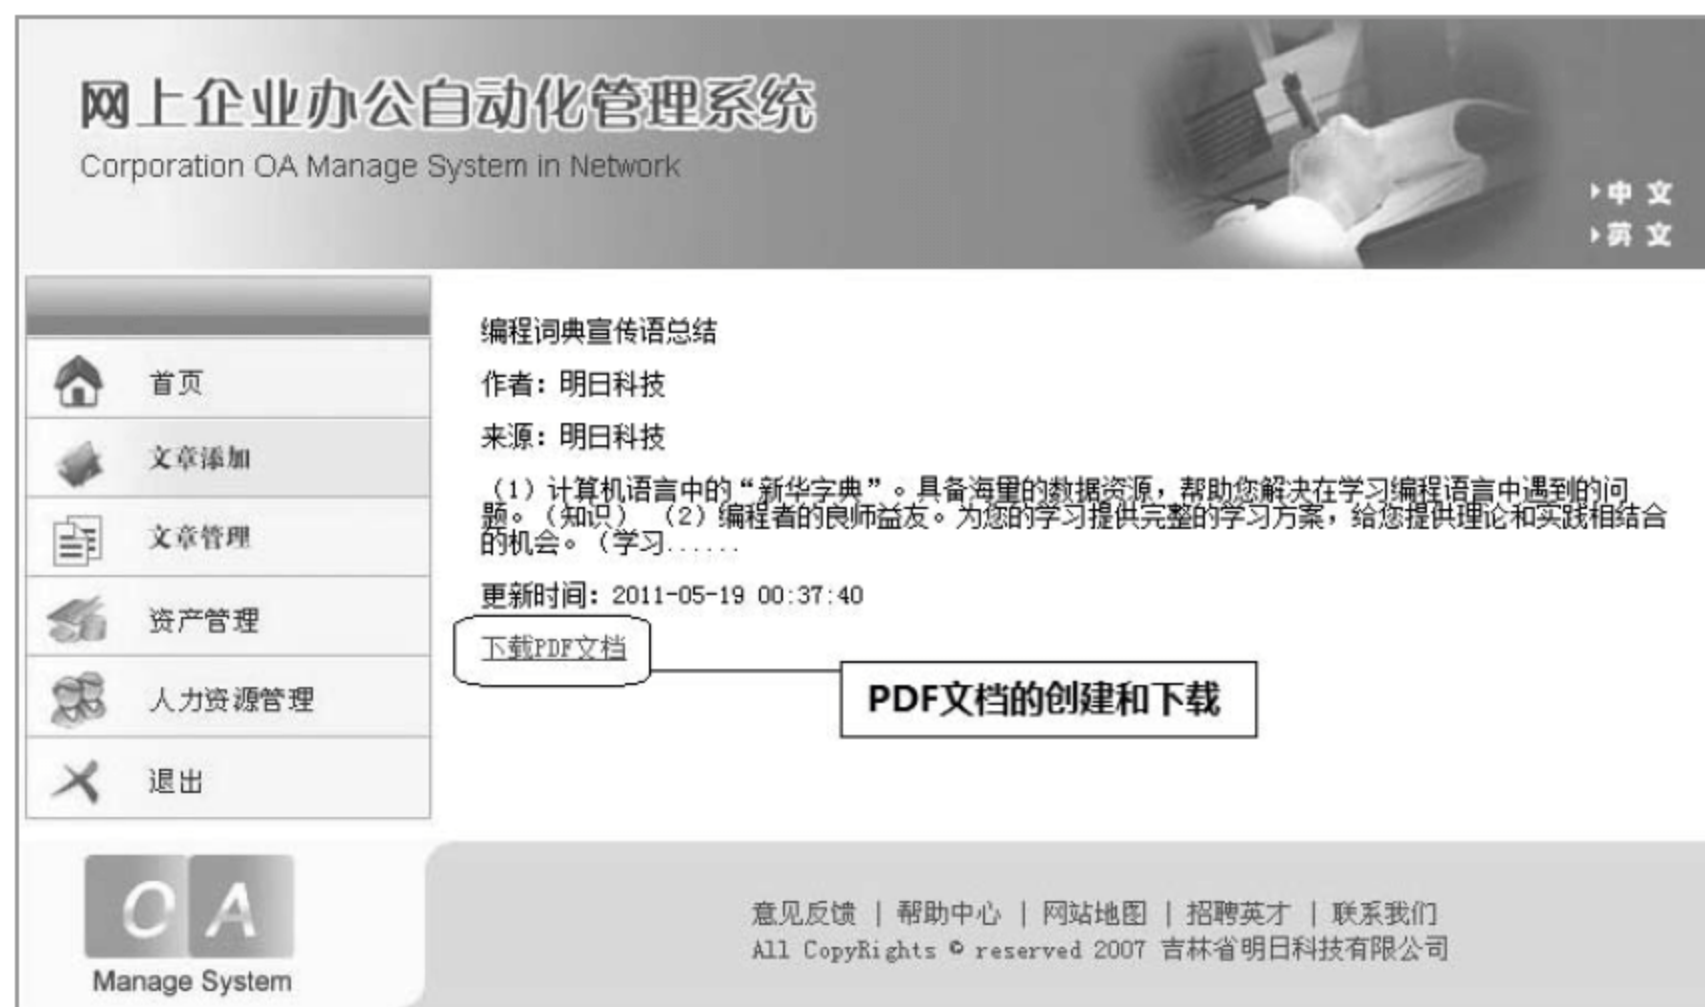 网上企业办公自动化管理系统
Corporation OA Manage System in Network
中 文
英 文
首页
文章添加
文章管理
资产管理
人力资源管理
退出
编程词典宣传语总结
作者：明日科技
来源：明日科技
（1）计算机语言中的“新华字典”。具备海里的数据资源，帮助您解决在学习编程语言中遇到的问
题。（知识） （2）编程者的良师益友。为您的学习提供完整的学习方案，给您提供理论和实践相结合
的机会。（学习......
更新时间：2011-05-19 00:37:40
下载PDF文档
PDF文档的创建和下载
OA
Manage System
意见反馈 | 帮助中心 | 网站地图 | 招聘英才 | 联系我们
All CopyRights © reserved 2007 吉林省明日科技有限公司